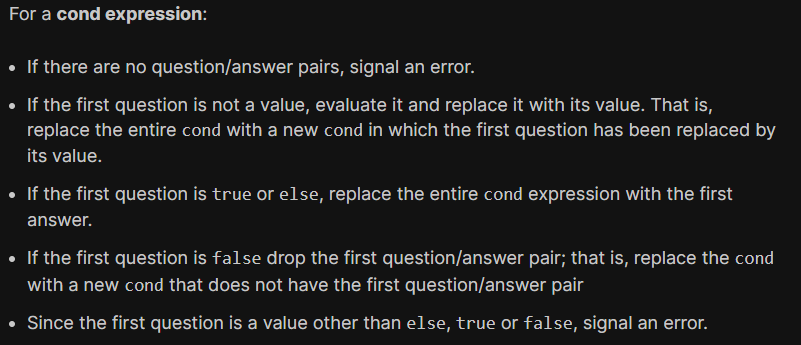 For a cond expression:
• If there are no question/answer pairs, signal an error.
• If the first question is not a value, evaluate it and replace it with its value. That is,
replace the entire cond with a new cond in which the first question has been replaced by
its value.
• If the first question is true or else, replace the entire cond expression with the first
answer.
• If the first question is false drop the first question/answer pair; that is, replace the cond
with a new cond that does not have the first question/answer pair
• Since the first question is a value other than else, true or false, signal an error.